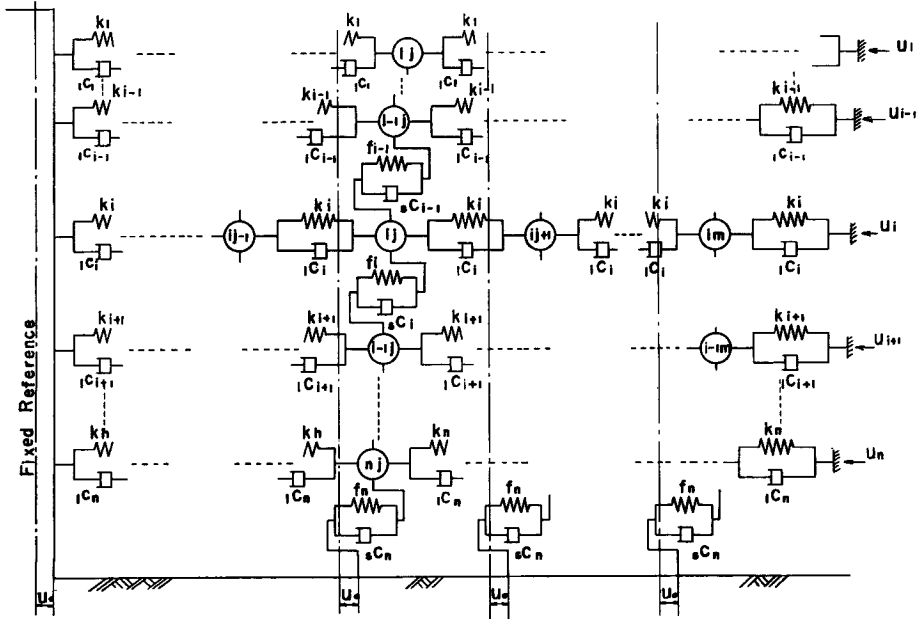 k1 k1 k1
1j
U1
1C1 1C1 1C1
ki-1 ki-1 ki-1 ki-1
i-1j
Ui-1
1Ci-1 1Ci-1 1Ci-1 1Ci-1
fi-1
sCi-1
ki ki ki ki ki ki
ij-1 ij ij+1 im
Ui
1Ci 1Ci 1Ci 1Ci 1Ci 1Ci
fi
sCi
ki+1 ki+1 ki+1 ki+1
i-1j i-1m
Ui+1
1Ci+1 1Ci+1 1Ci+1 1Ci+1
Fixed Reference
kn kn kn kn
nj
Un
1Cn 1Cn 1Cn 1Cn
fn fn fn
sCn sCn sCn
Uo Uo Uo Uo